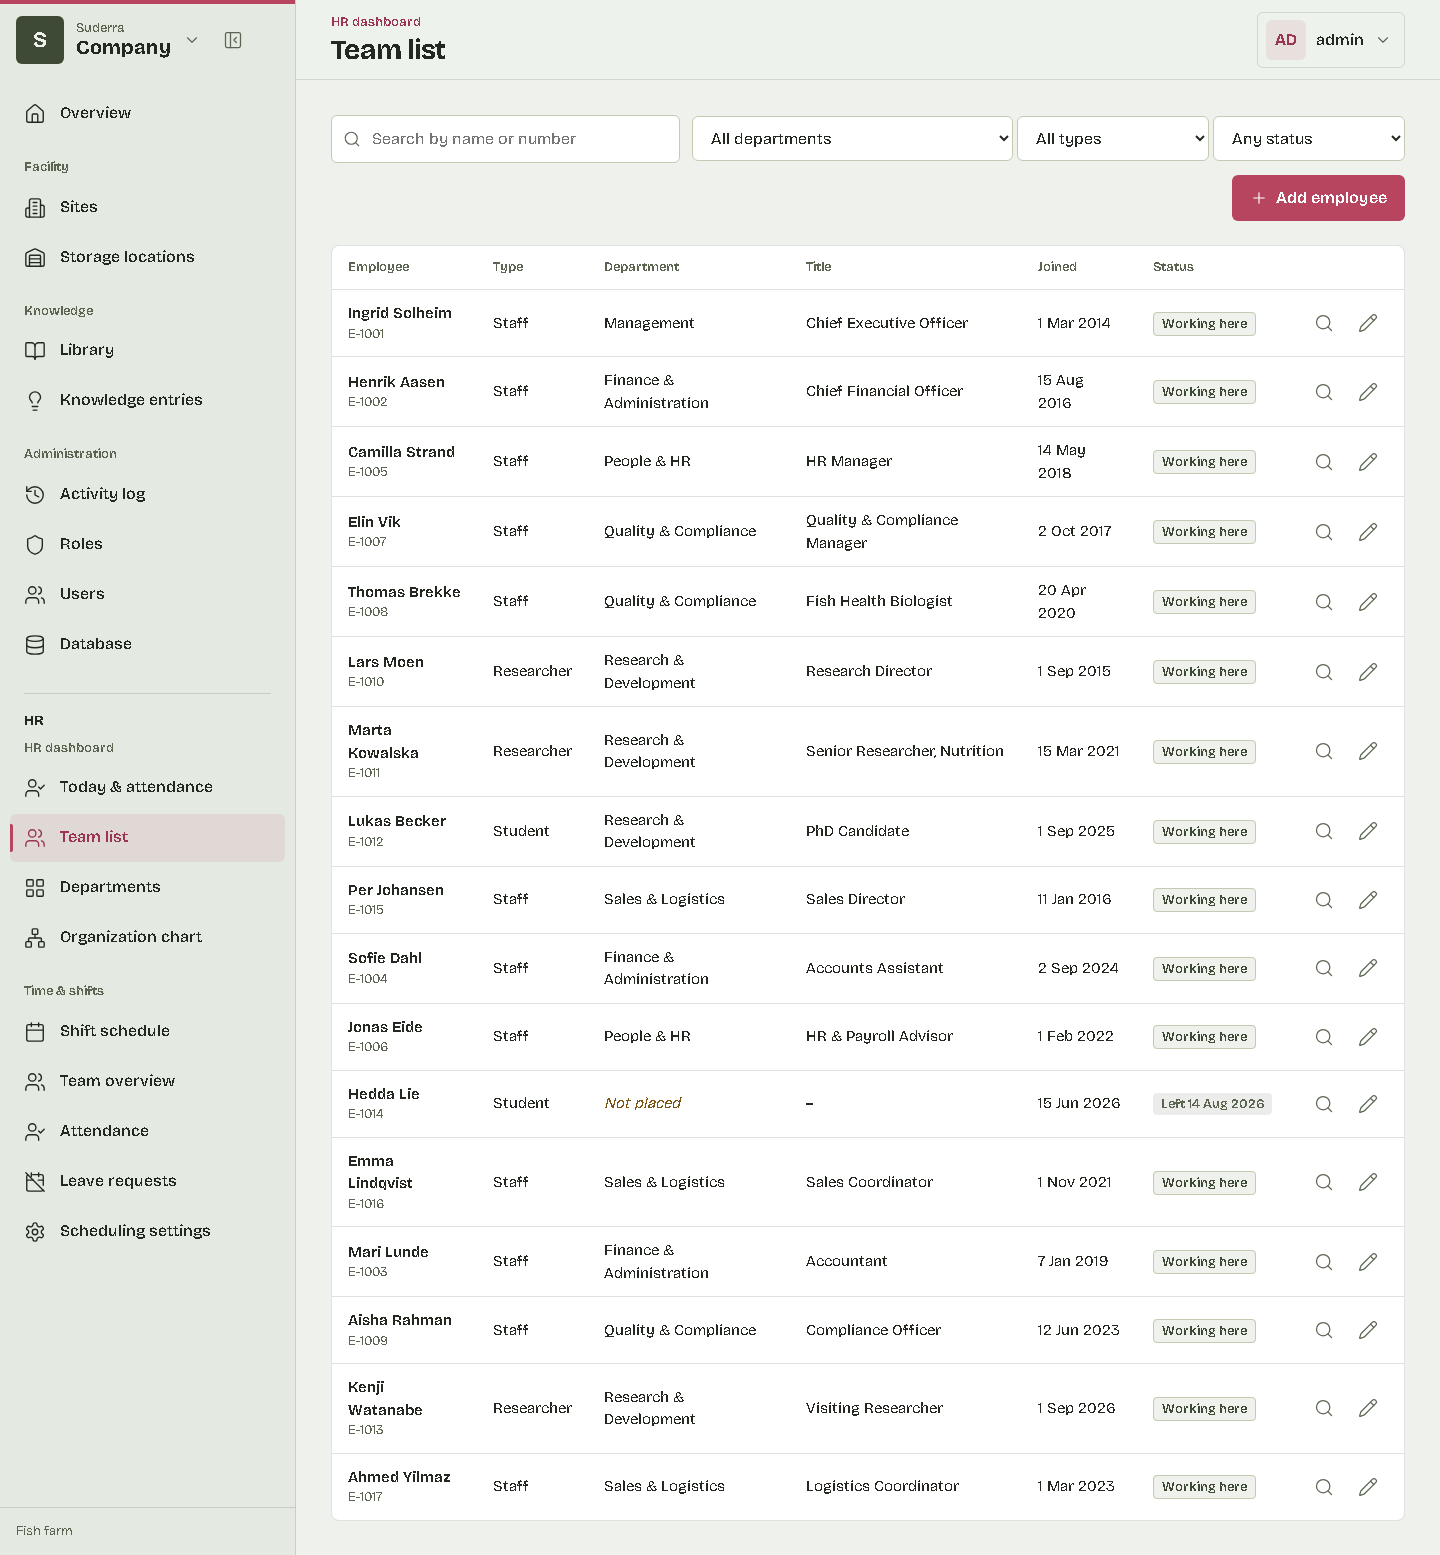 Suderra
S
Company
HR dashboard
Team list
AD
admin
Overview
Facility
Sites
Storage locations
Knowledge
Library
Knowledge entries
Administration
Activity log
Roles
Users
Database
HR
HR dashboard
Today & attendance
Team list
Departments
Organization chart
Time & shifts
Shift schedule
Team overview
Attendance
Leave requests
Scheduling settings
Fish farm
Search by name or number
All departments
All types
Any status
Add employee
Employee Type Department Title Joined Status
Ingrid Solheim
E-1001
Staff
Management
Chief Executive Officer
1 Mar 2014
Working here
Henrik Aasen
E-1002
Staff
Finance &
Administration
Chief Financial Officer
15 Aug
2016
Working here
Camilla Strand
E-1005
Staff
People & HR
HR Manager
14 May
2018
Working here
Elin Vik
E-1007
Staff
Quality & Compliance
Quality & Compliance
Manager
2 Oct 2017
Working here
Thomas Brekke
E-1008
Staff
Quality & Compliance
Fish Health Biologist
20 Apr
2020
Working here
Lars Moen
E-1010
Researcher
Research &
Development
Research Director
1 Sep 2015
Working here
Marta
Kowalska
E-1011
Researcher
Research &
Development
Senior Researcher, Nutrition
15 Mar 2021
Working here
Lukas Becker
E-1012
Student
Research &
Development
PhD Candidate
1 Sep 2025
Working here
Per Johansen
E-1015
Staff
Sales & Logistics
Sales Director
11 Jan 2016
Working here
Sofie Dahl
E-1004
Staff
Finance &
Administration
Accounts Assistant
2 Sep 2024
Working here
Jonas Eide
E-1006
Staff
People & HR
HR & Payroll Advisor
1 Feb 2022
Working here
Hedda Lie
E-1014
Student
Not placed
–
15 Jun 2026
Left 14 Aug 2026
Emma
Lindqvist
E-1016
Staff
Sales & Logistics
Sales Coordinator
1 Nov 2021
Working here
Mari Lunde
E-1003
Staff
Finance &
Administration
Accountant
7 Jan 2019
Working here
Aisha Rahman
E-1009
Staff
Quality & Compliance
Compliance Officer
12 Jun 2023
Working here
Kenji
Watanabe
E-1013
Researcher
Research &
Development
Visiting Researcher
1 Sep 2026
Working here
Ahmed Yilmaz
E-1017
Staff
Sales & Logistics
Logistics Coordinator
1 Mar 2023
Working here